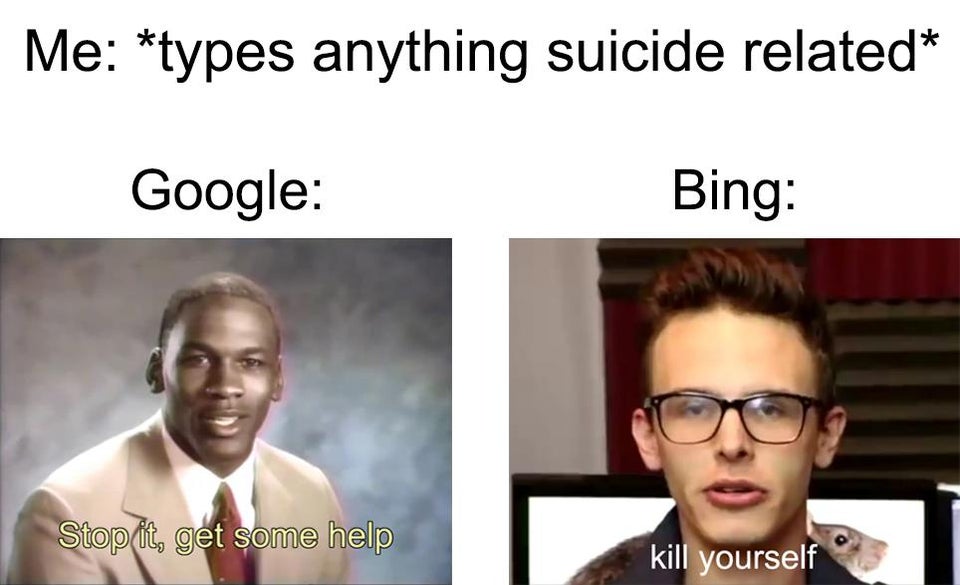 Me: *types anything suicide related*
Google:
Bing:
Stop it, get some help
kill yourself